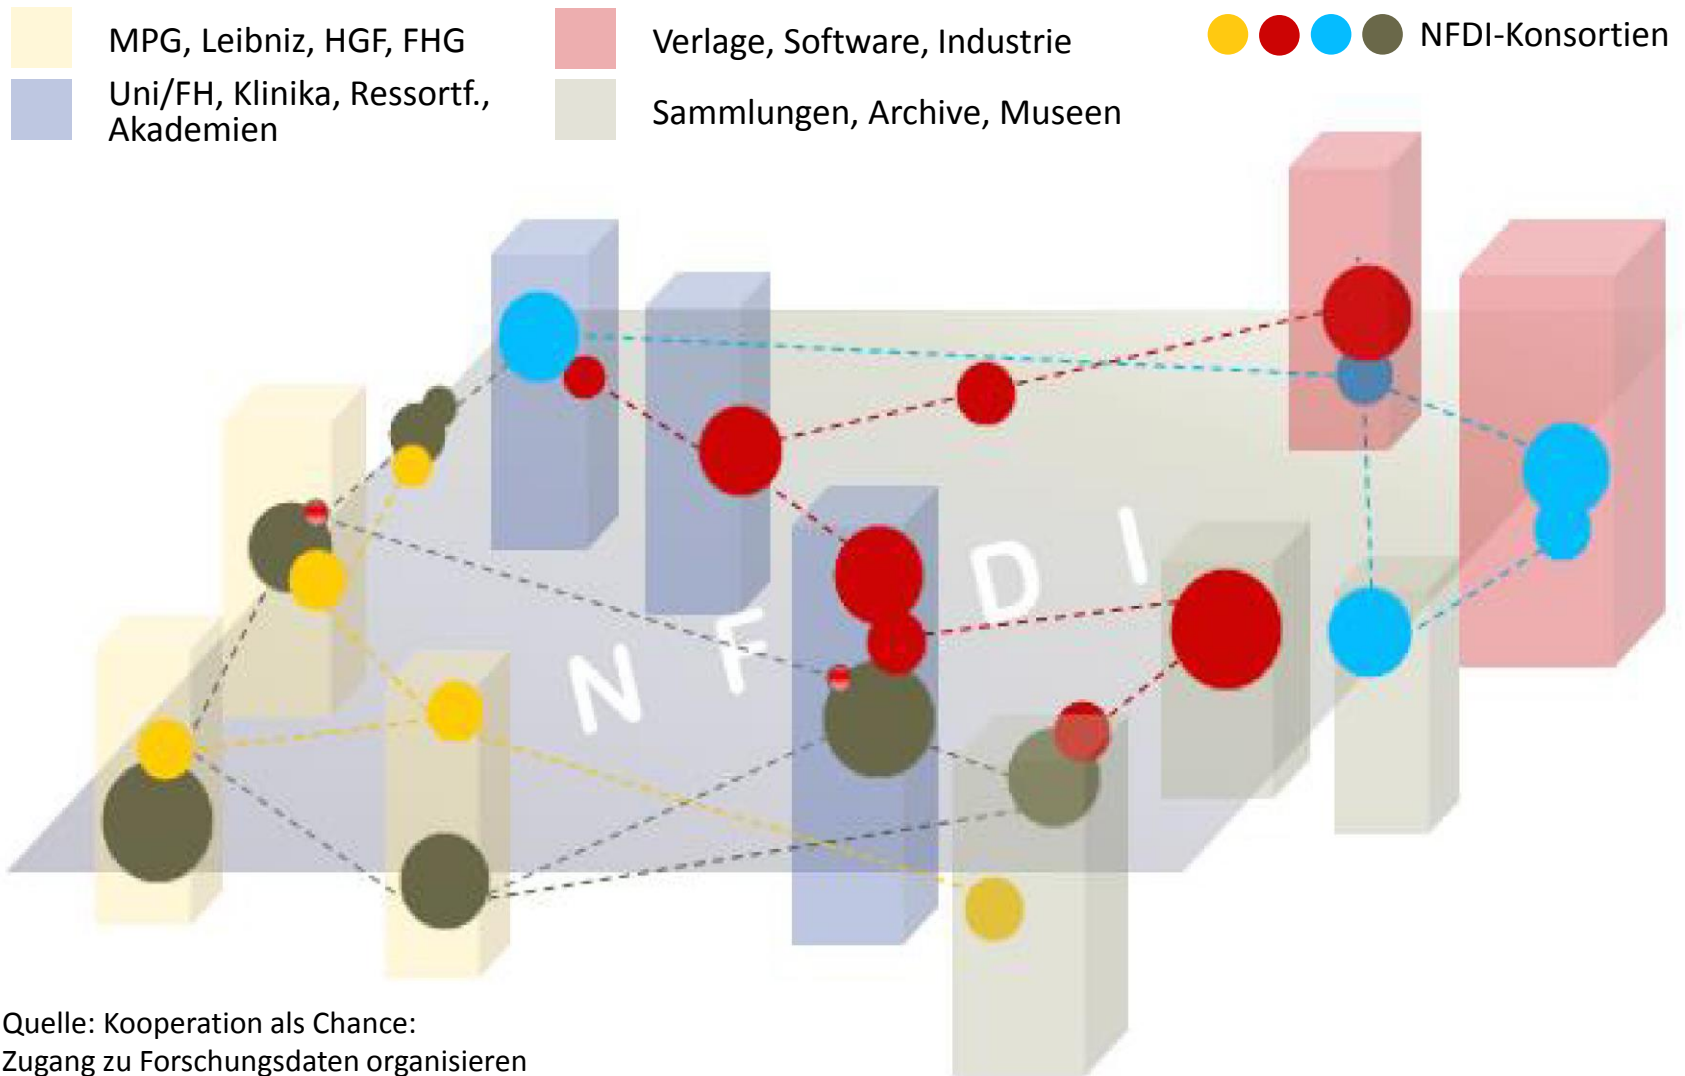 MPG, Leibniz, HGF, FHG
Uni/FH, Klinika, Ressortf.,
Akademien
Verlage, Software, Industrie
Sammlungen, Archive, Museen
NFDI-Konsortien
N F D I
Quelle: Kooperation als Chance:
Zugang zu Forschungsdaten organisieren